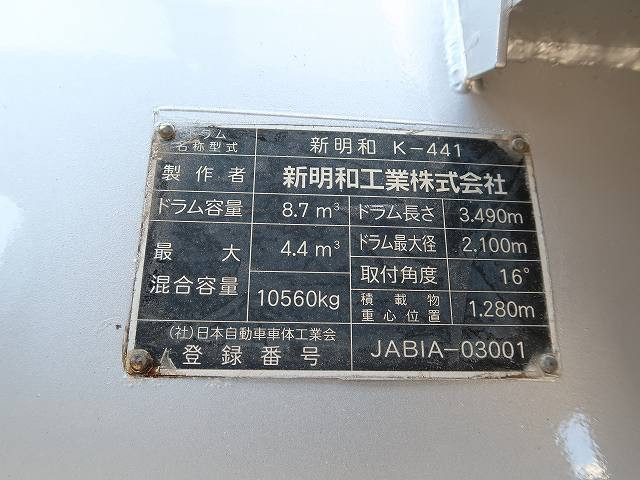 ドラム
名称型式 新明和 K-441
製作者 新明和工業株式会社
ドラム容量 8.7 m³ ドラム長さ 3.490m
最大 4.4 m³ ドラム最大径 2.100m
混合容量 10560kg 取付角度 16°
積載物
重心位置 1.280m
(社)日本自動車車体工業会
登録番号 JABIA-03001